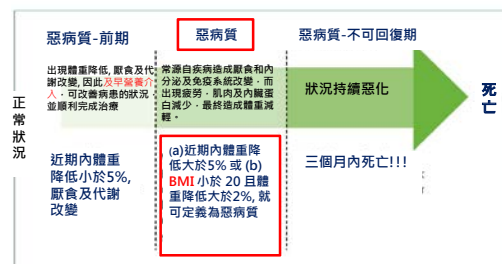 惡病質-前期
惡病質
惡病質-不可回復期
出現體重降低, 厭食及代
謝改變, 因此及早營養介
入，可改善病患的狀況，
並順利完成治療
常源自疾病造成厭食和內
分泌及免疫系統改變，而
出現疲勞，肌肉及內臟蛋
白減少，最終造成體重減
輕。
狀況持續惡化
死亡
正常狀況
近期內體重
降低小於5%,
厭食及代謝
改變
(a)近期內體重降
低大於5% 或 (b)
BMI 小於 20 且體
重降低大於2%, 就
可定義為惡病質
三個月內死亡!!!